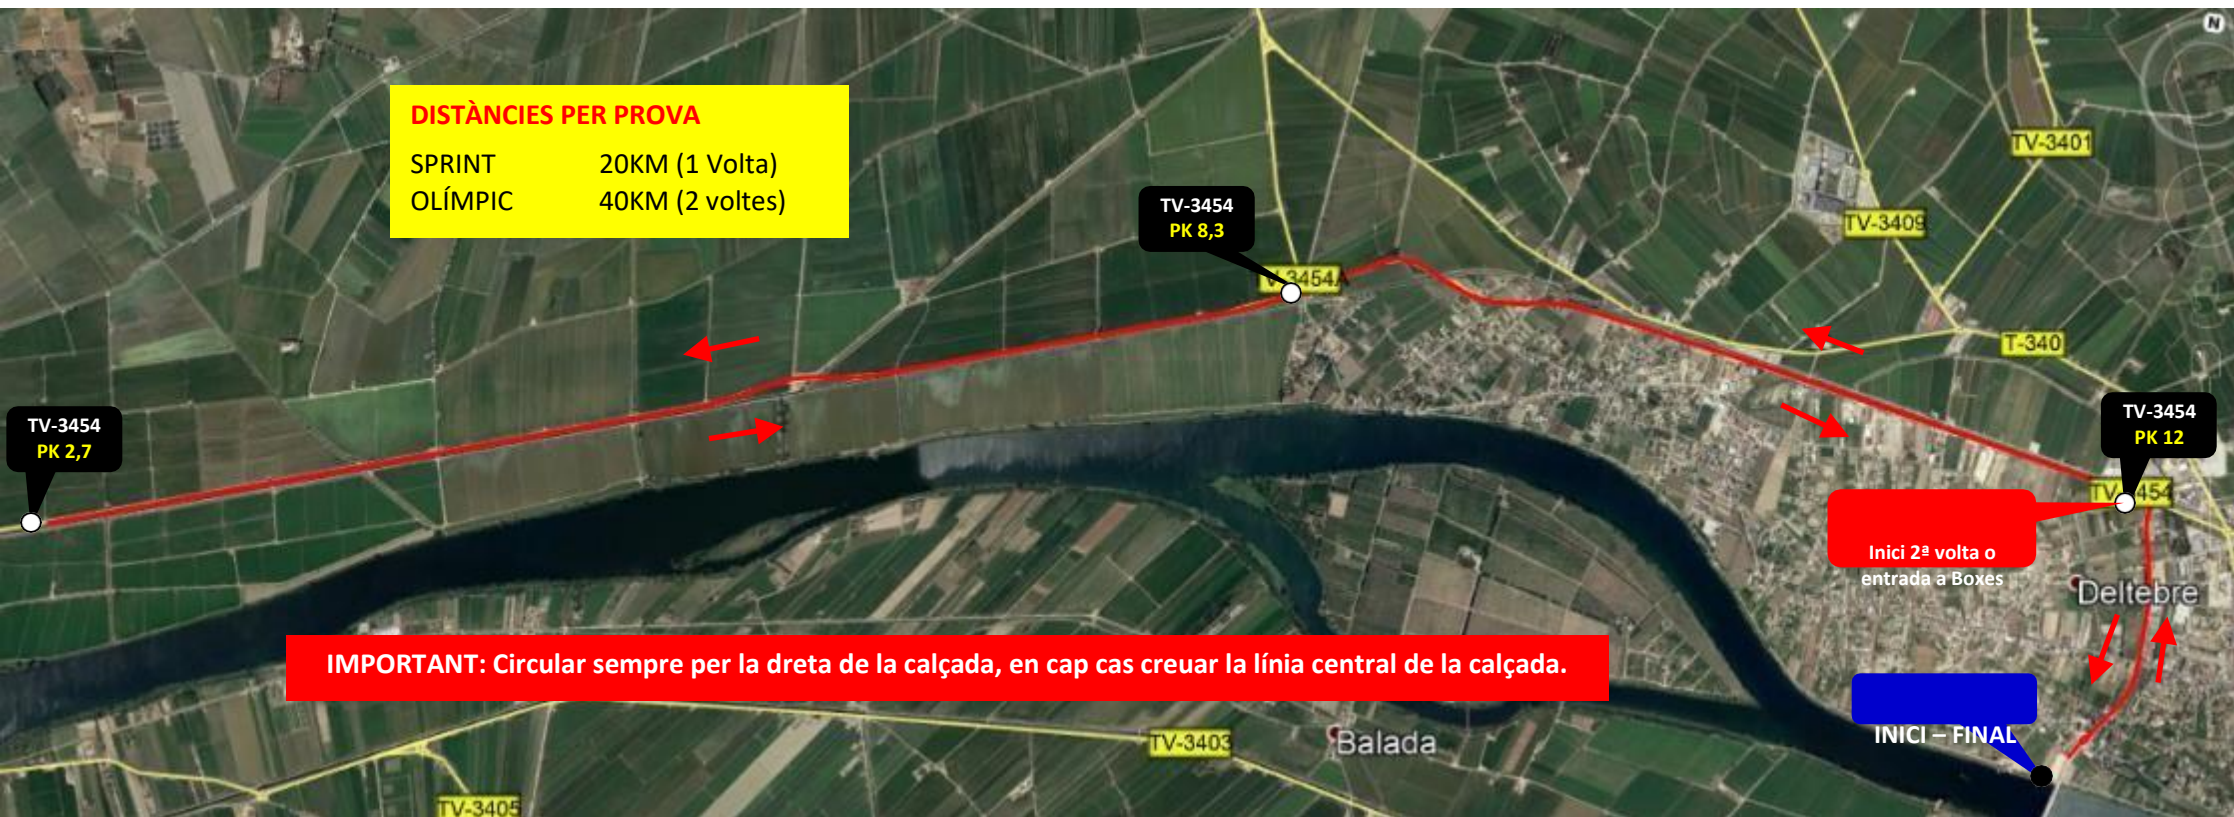 N
DISTÀNCIES PER PROVA
SPRINT 20KM (1 Volta)
OLÍMPIC 40KM (2 voltes)
TV-3401
TV-3454
PK 8,3
TV-3409
V-3454A
T-340
TV-3454
PK 2,7
TV-3454
PK 12
TV-3454
Inici 2ª volta o
entrada a Boxes
Deltebre
IMPORTANT: Circular sempre per la dreta de la calçada, en cap cas creuar la línia central de la calçada.
INICI – FINAL
TV-3403
Balada
TV-3405